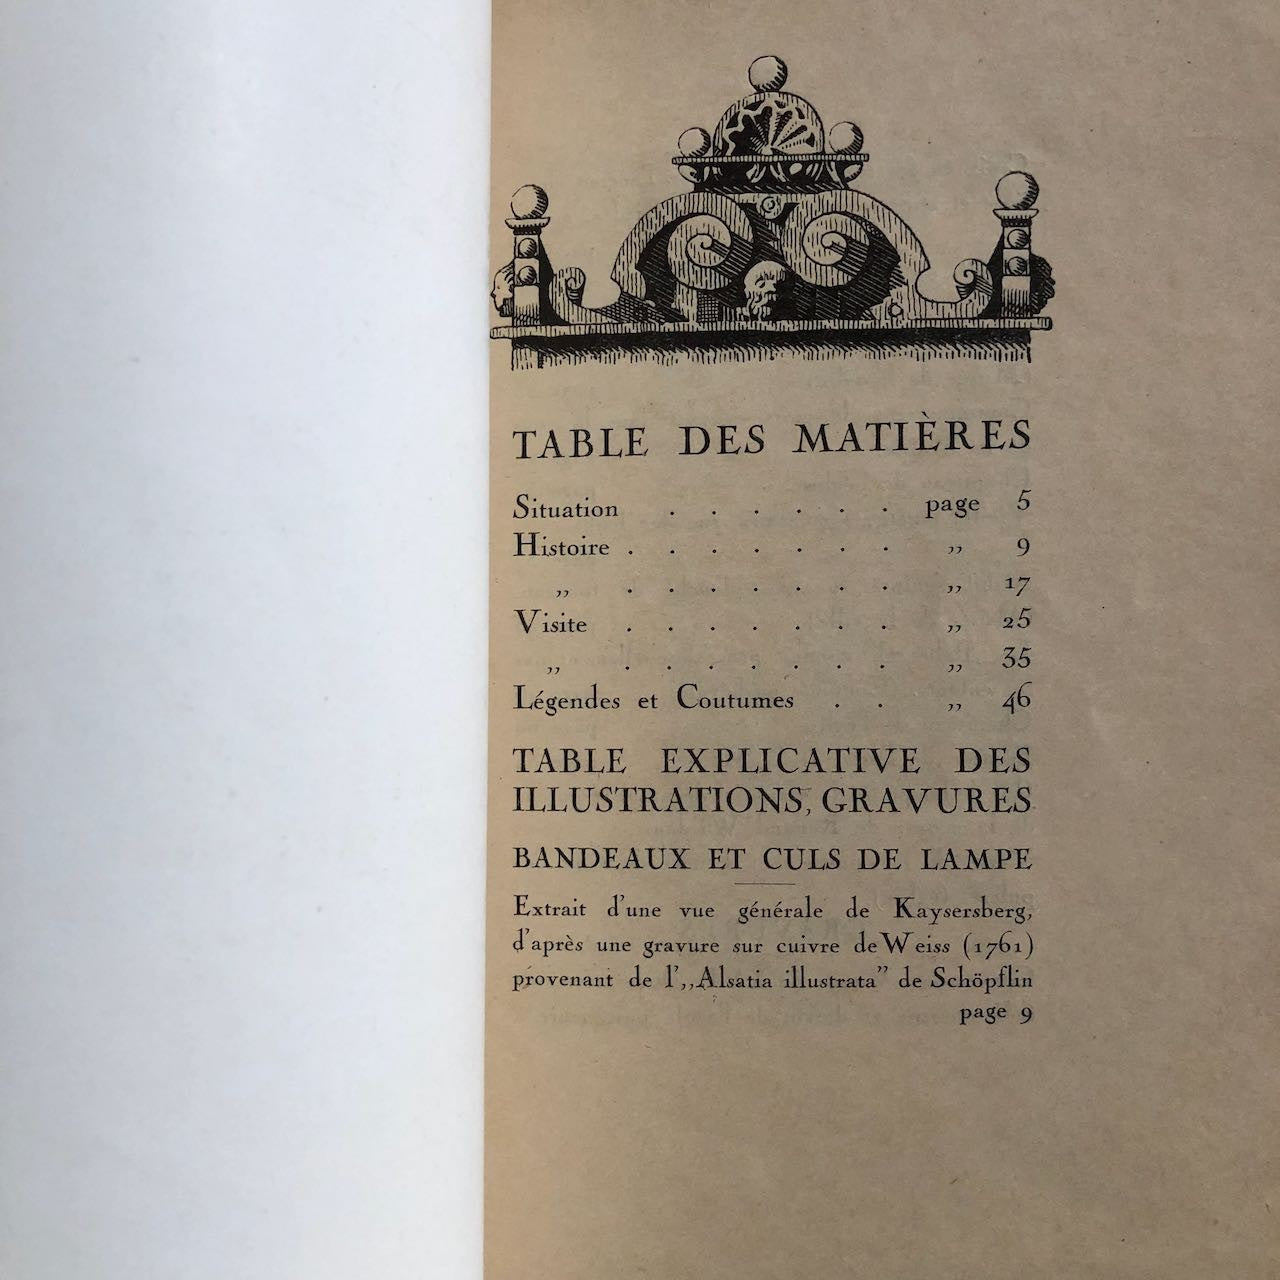 TABLE DES MATIÈRES
Situation . . . . . . page 5
Histoire . . . . . . . ,, 9
,, . . . . . . . ,, 17
Visite . . . . . . . ,, 25
,, . . . . . . . ,, 35
Légendes et Coutumes . . ,, 46
TABLE EXPLICATIVE DES
ILLUSTRATIONS, GRAVURES
BANDEAUX ET CULS DE LAMPE
Extrait d'une vue générale de Kaysersberg,
d'après une gravure sur cuivre de Weiss (1761)
provenant de l',,Alsatia illustrata” de Schöpflin
page 9